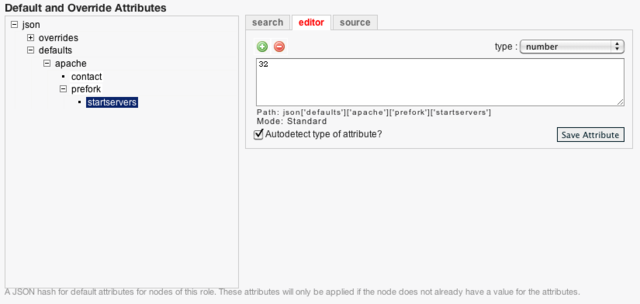 Default and Override Attributes
json
overrides
defaults
apache
contact
prefork
startservers
search editor source
type : number
32
Path: json['defaults']['apache']['prefork']['startservers']
Mode: Standard
Autodetect type of attribute? Save Attribute
A JSON hash for default attributes for nodes of this role. These attributes will only be applied if the node does not already have a value for the attributes.